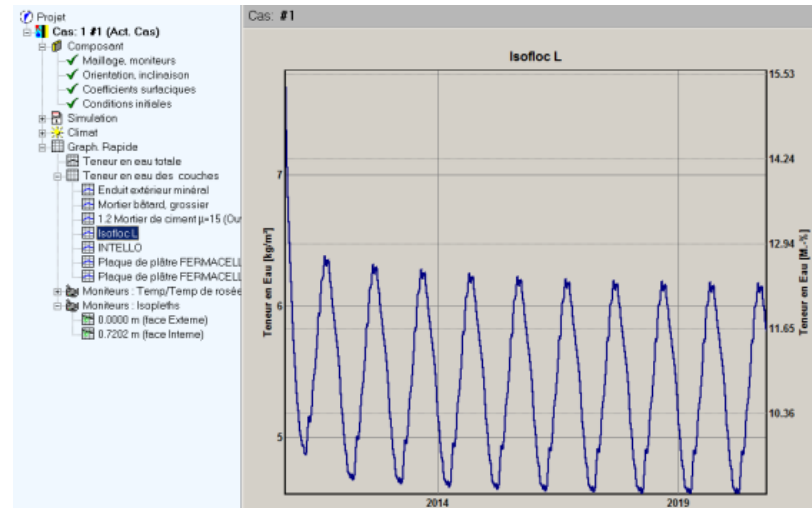 Projet
Cas: 1 #1 (Act. Cas)
Composant
Maillage, moniteurs
Orientation, inclinaison
Coefficients surfaciques
Conditions initiales
Simulation
Climat
Graph. Rapide
Teneur en eau totale
Teneur en eau des couches
Enduit extérieur minéral
Mortier bâtard, grossier
1.2 Mortier de ciment µ=15 (Ou
Isofloc L
INTELLO
Plaque de plâtre FERMACELL
Plaque de plâtre FERMACELL
Moniteurs : Temp/Temp de rosée
Moniteurs : Isopleths
0.0000 m (face Externe)
0.7202 m (face Interne)
Cas: #1
Isofloc L
Teneur en Eau [kg/m³]
7
6
5
15.53
14.24
12.94
11.65
10.36
Teneur en Eau [M.-%]
2014
2019